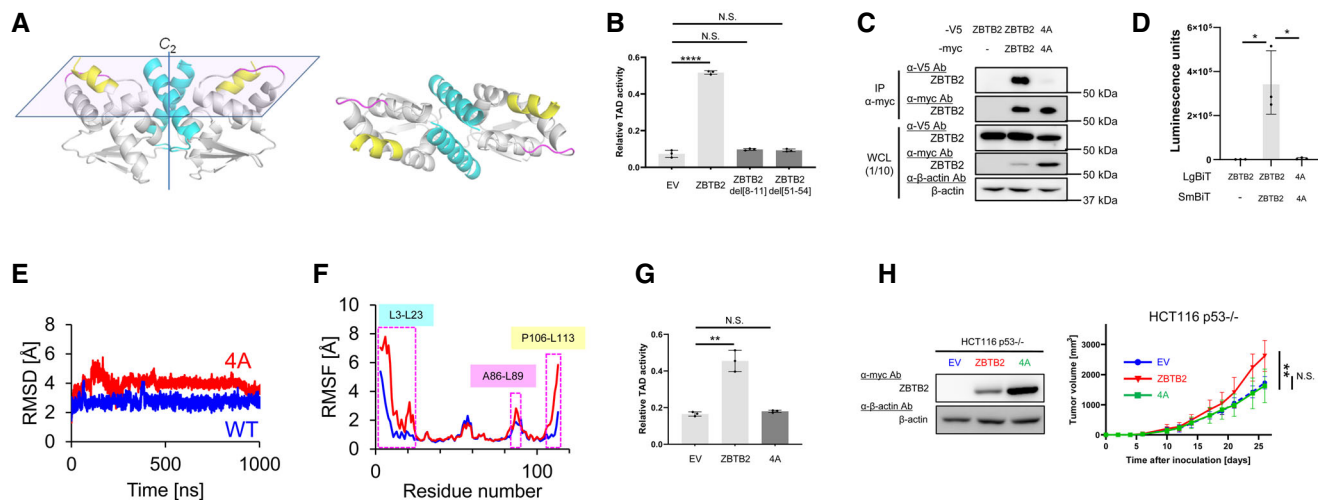 A
C2
B
N.S.
N.S.
****
Relative TAD activity
0.8
0.6
0.4
0.2
0.0
EV
ZBTB2
ZBTB2
del[8-11]
ZBTB2
del[51-54]
C
-V5 ZBTB2 ZBTB2 4A
-myc - ZBTB2 4A
IP
α-myc
α-V5 Ab
ZBTB2
50 kDa
α-myc Ab
ZBTB2
50 kDa
WCL
(1/10)
α-V5 Ab
ZBTB2
50 kDa
α-myc Ab
ZBTB2
50 kDa
α-β-actin Ab
β-actin
37 kDa
D
Luminescence units
6×10⁵
4×10⁵
2×10⁵
0
* *
LgBiT ZBTB2 ZBTB2 4A
SmBiT - ZBTB2 4A
E
RMSD [Å]
8
6
4
2
0
4A
WT
0 500 1000
Time [ns]
F
RMSF [Å]
10
8
6
4
2
0
L3-L23
A86-L89
P106-L113
0 100
Residue number
G
N.S.
**
Relative TAD activity
0.6
0.4
0.2
0.0
EV ZBTB2 4A
H
HCT116 p53-/-
EV ZBTB2 4A
α-myc Ab
ZBTB2
α-β-actin Ab
β-actin
HCT116 p53-/-
Tumor volume [mm³]
4000
3000
2000
1000
0
EV
ZBTB2
4A
**
N.S.
0 5 10 15 20 25
Time after inoculation [days]